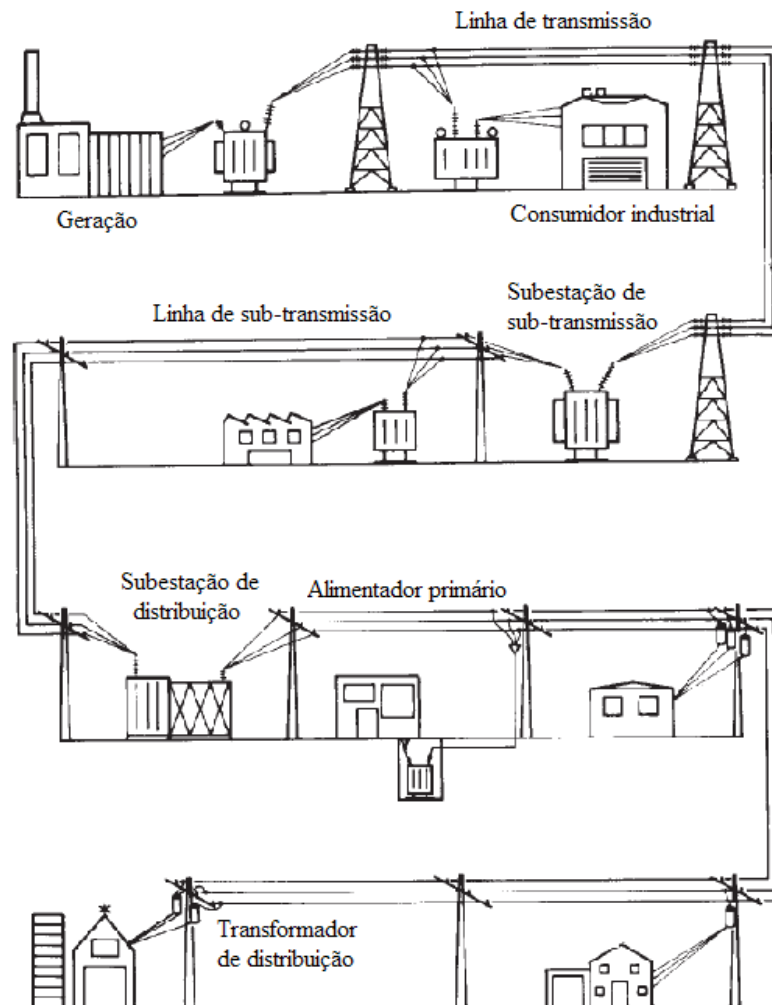 Linha de transmissão
Geração
Consumidor industrial
Linha de sub-transmissão
Subestação de
sub-transmissão
Subestação de
distribuição
Alimentador primário
Transformador
de distribuição